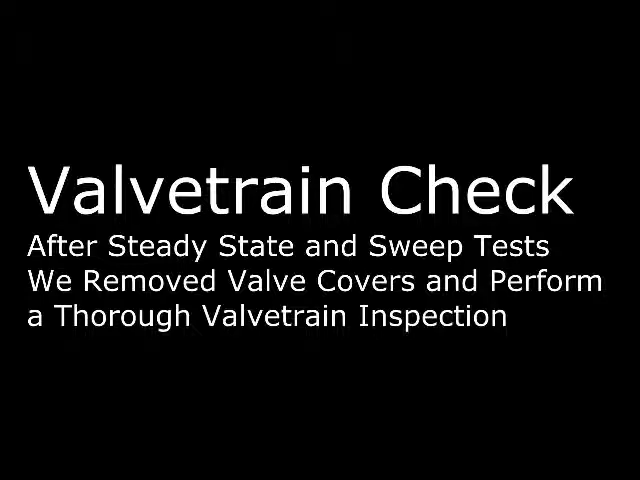 Valvetrain Check
After Steady State and Sweep Tests
We Removed Valve Covers and Perform
a Thorough Valvetrain Inspection